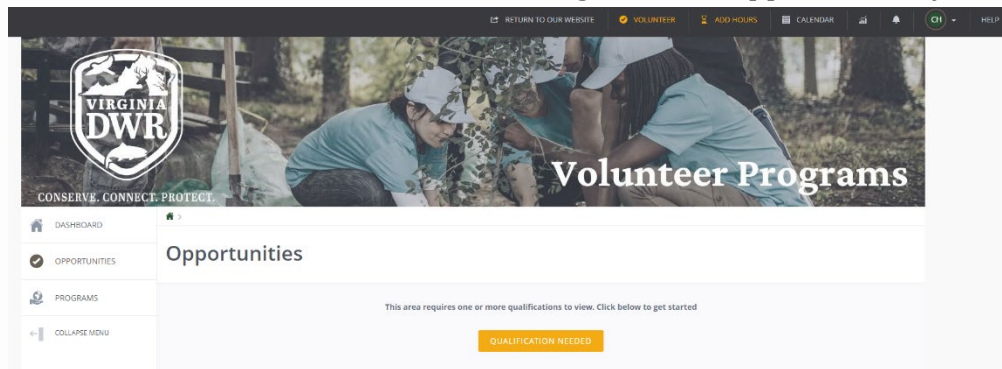 RETURN TO OUR WEBSITE VOLUNTEER ADD HOURS CALENDAR CH HELP
VIRGINIA
DWR
CONSERVE. CONNECT. PROTECT.
Volunteer Programs
DASHBOARD
OPPORTUNITIES
PROGRAMS
COLLAPSE MENU
>
Opportunities
This area requires one or more qualifications to view. Click below to get started
QUALIFICATION NEEDED